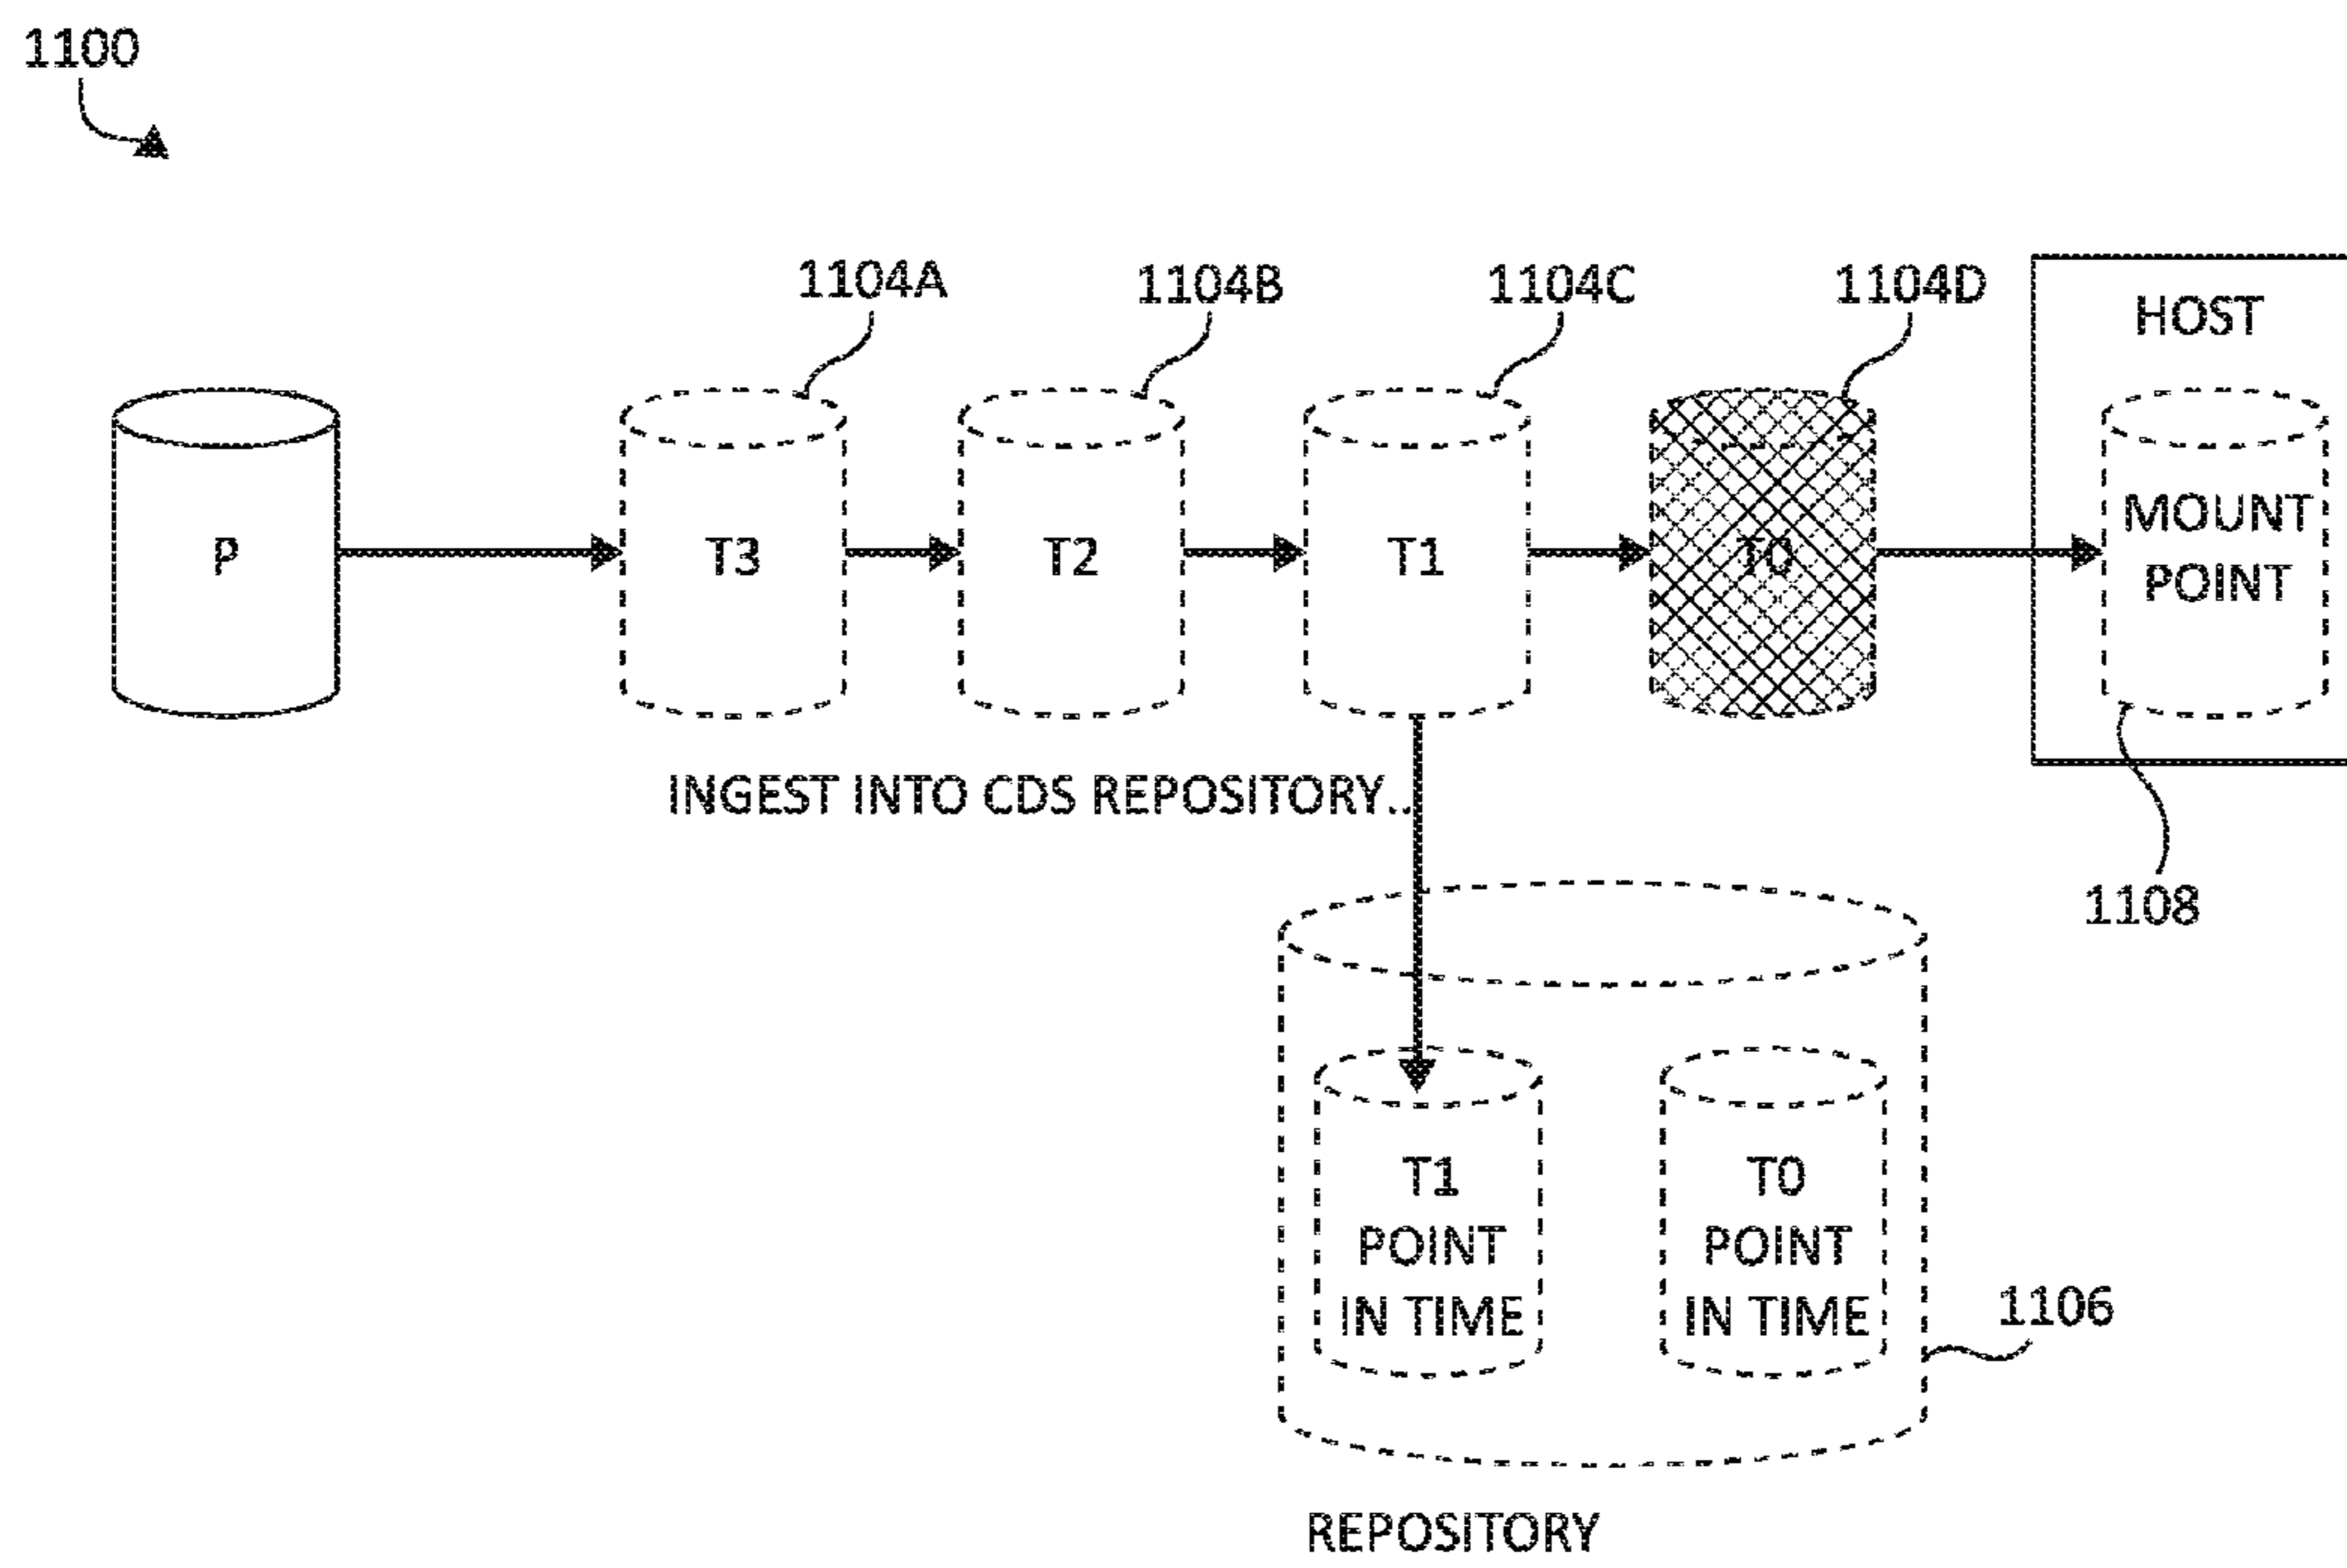 1100
1104A
1104B
1104C
1104D
HOST
P
T3
T2
T1
T0
MOUNT
POINT
INGEST INTO CDS REPOSITORY..
1108
T1
POINT
IN TIME
T0
POINT
IN TIME
1106
REPOSITORY